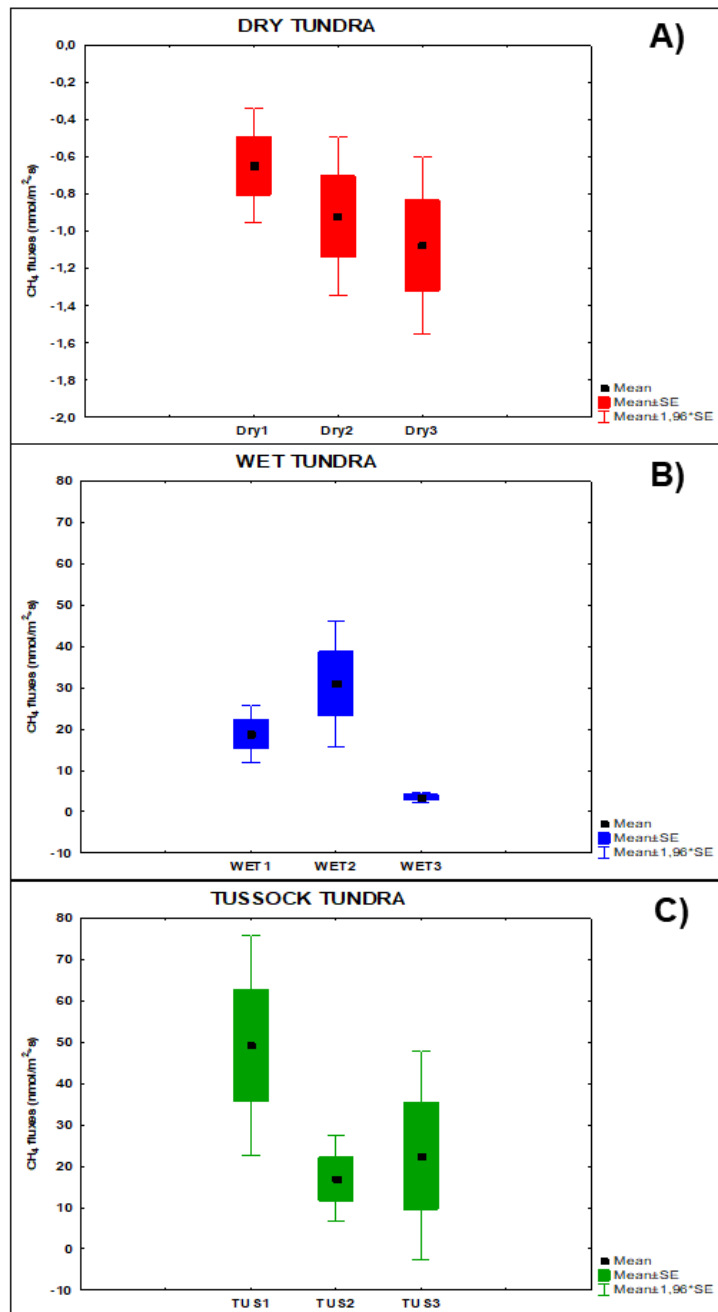 DRY TUNDRA
A)
0,0
-0,2
-0,4
-0,6
-0,8
-1,0
-1,2
-1,4
-1,6
-1,8
-2,0
CH₄ fluxes (nmol/m²*s)
Dry1 Dry2 Dry3
Mean
Mean±SE
Mean±1,96*SE
WET TUNDRA
B)
80
70
60
50
40
30
20
10
0
-10
CH₄ fluxes (nmol/m²*s)
WET1 WET2 WET3
Mean
Mean±SE
Mean±1,96*SE
TUSSOCK TUNDRA
C)
80
70
60
50
40
30
20
10
0
-10
CH₄ fluxes (nmol/m²*s)
TUS1 TUS2 TUS3
Mean
Mean±SE
Mean±1,96*SE